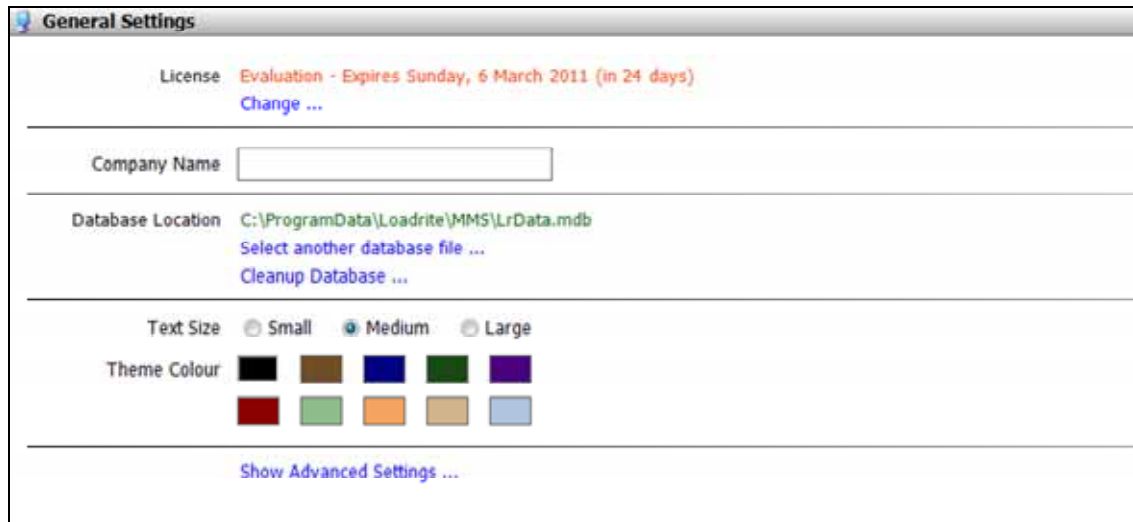 General Settings
License Evaluation - Expires Sunday, 6 March 2011 (in 24 days)
Change ...
Company Name
Database Location C:\ProgramData\Loadrite\MMS\LrData.mdb
Select another database file ...
Cleanup Database ...
Text Size Small Medium Large
Theme Colour
Show Advanced Settings ...